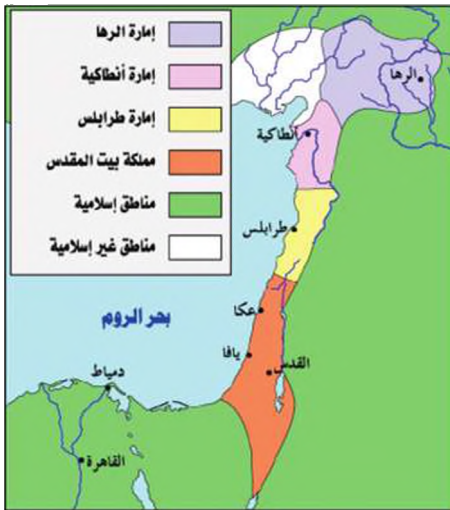 إمارة الرها
إمارة أنطاكية
إمارة طرابلس
مملكة بيت المقدس
مناطق إسلامية
مناطق غير إسلامية
الرها
أنطاكية
طرابلس
عكا
يافا
القدس
بحر الروم
دمياط
القاهرة